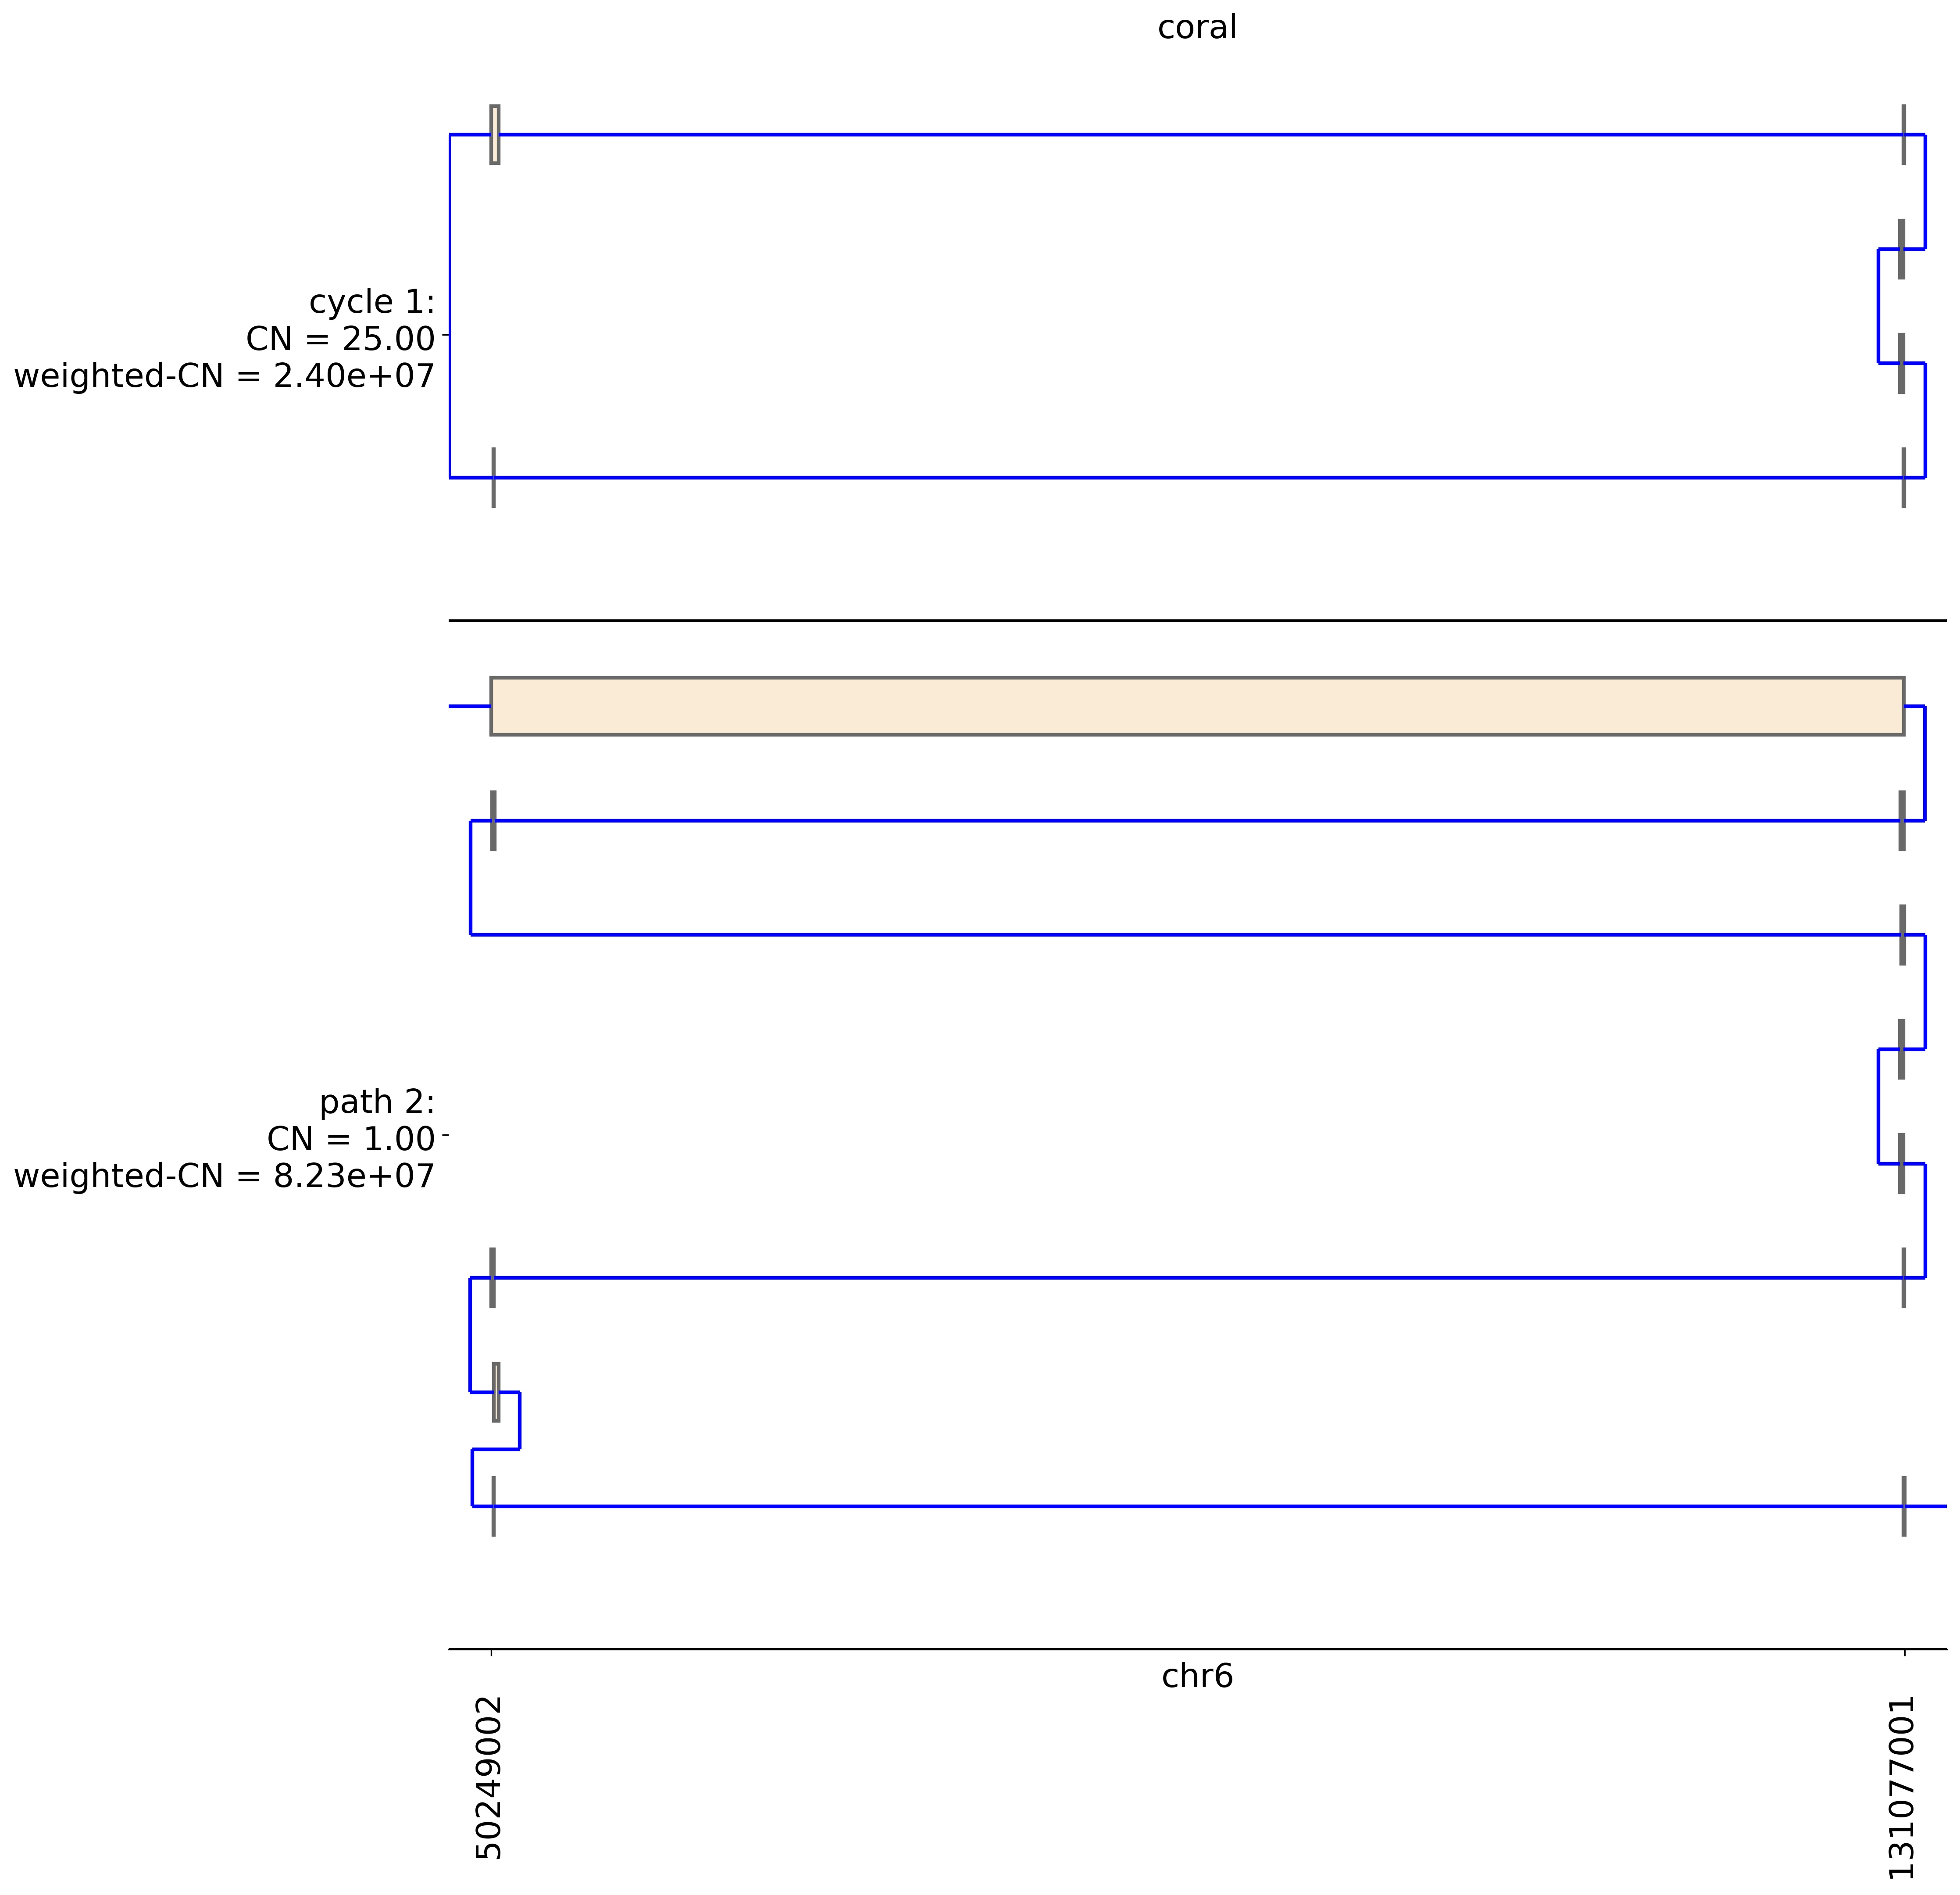 coral
cycle 1:
CN = 25.00
weighted-CN = 2.40e+07
path 2:
CN = 1.00
weighted-CN = 8.23e+07
chr6
50249002
131077001